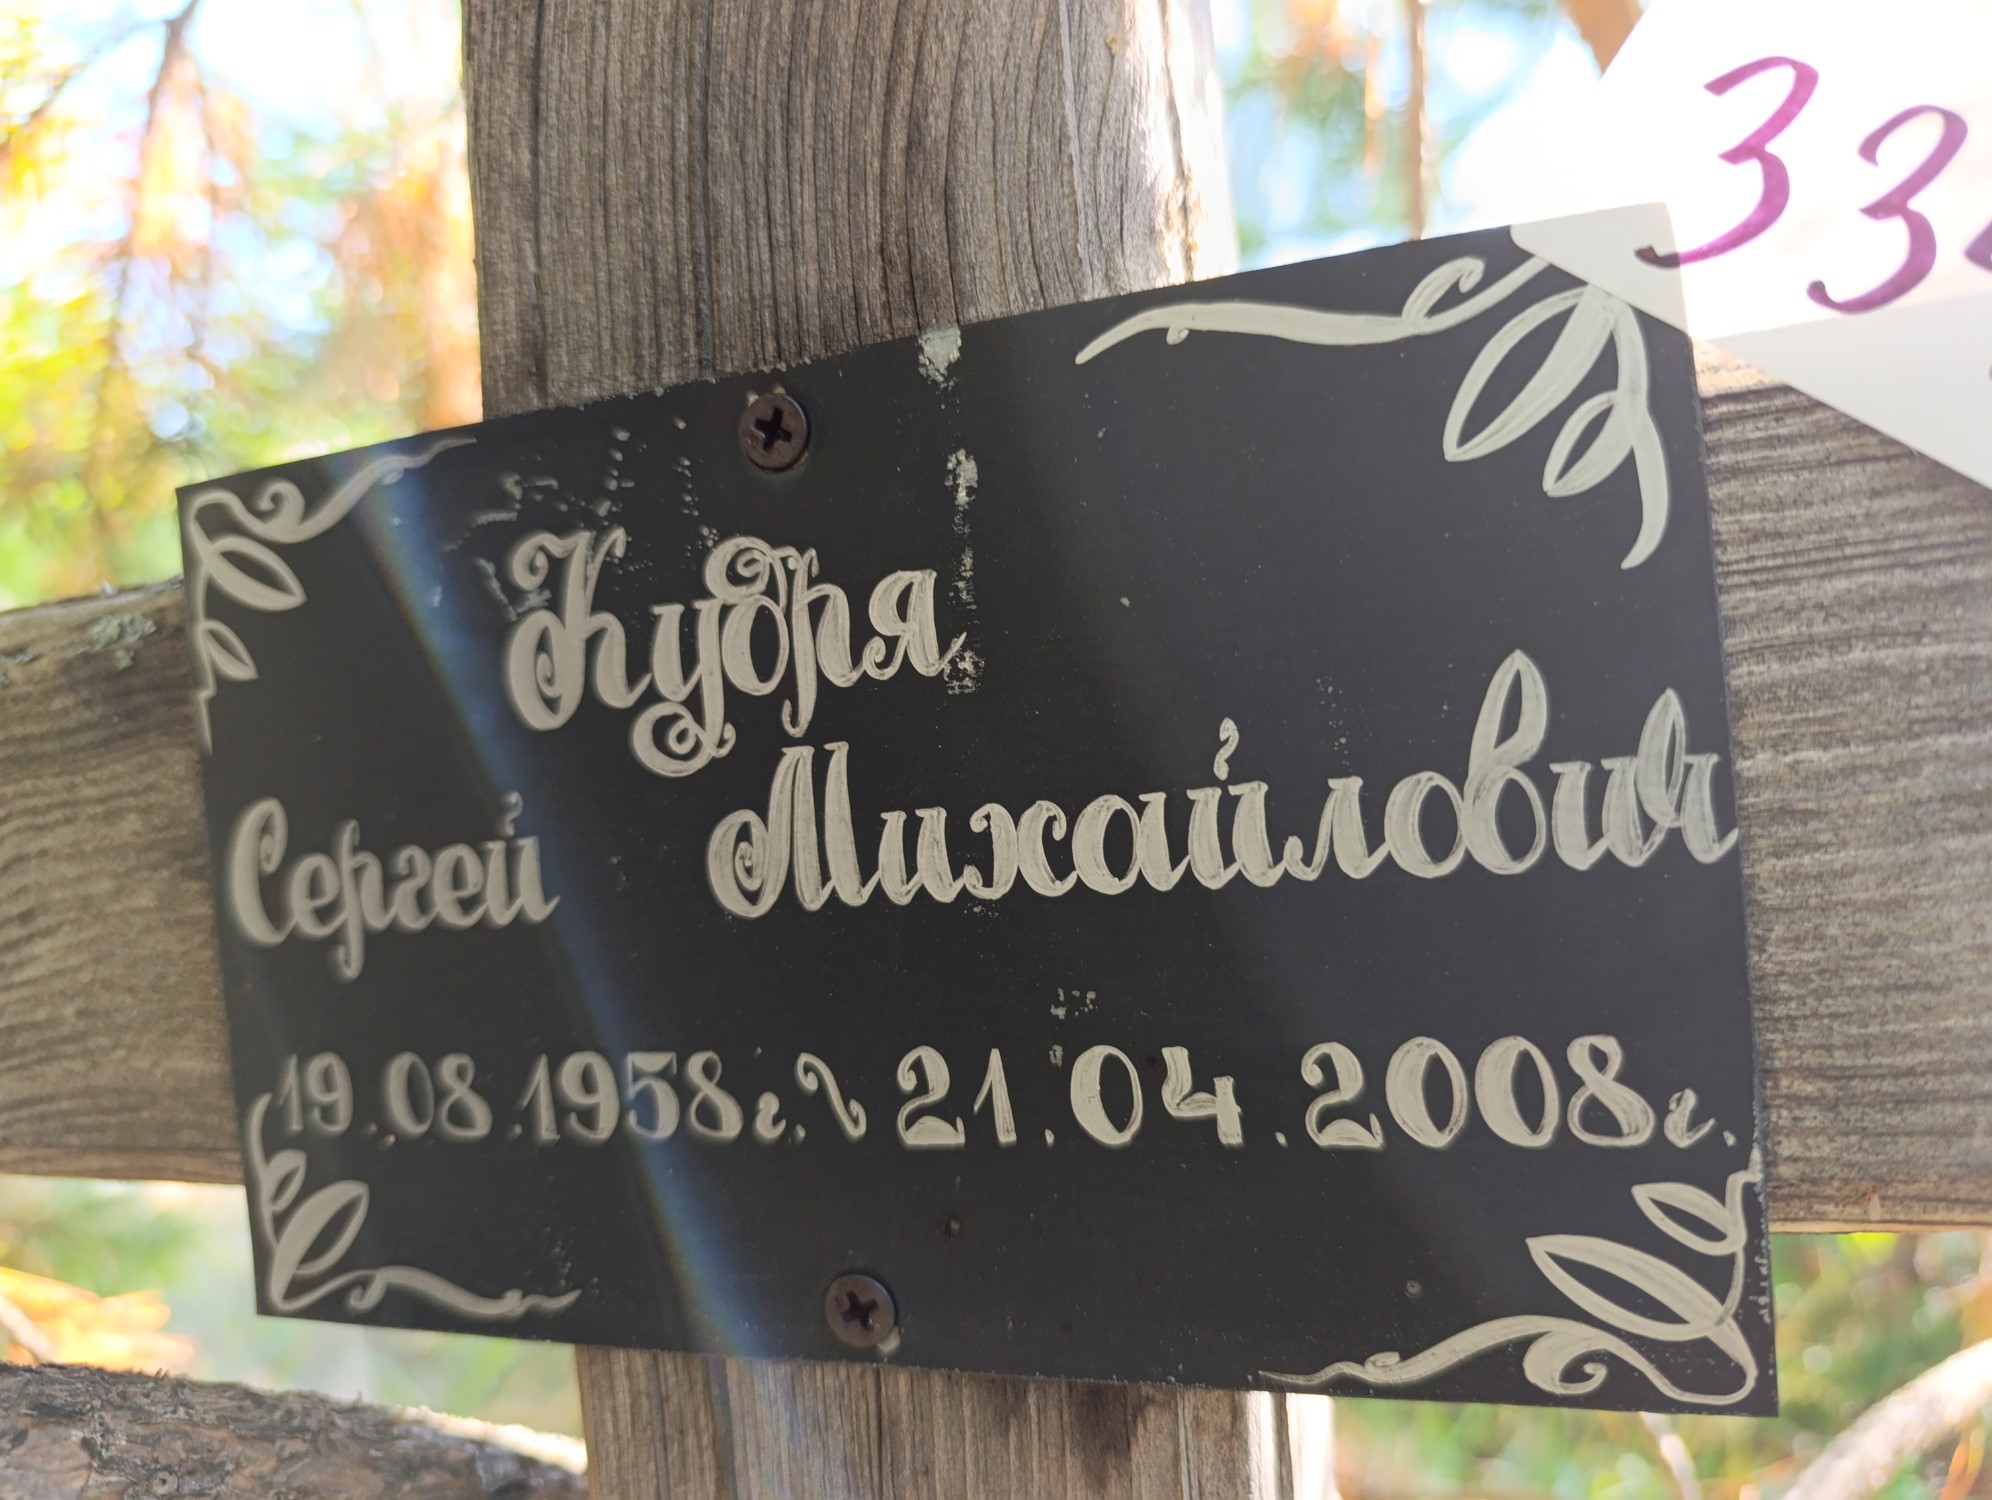 Кудря
Сергей Михайлович
19.08.1958г. ~ 21.04.2008г.